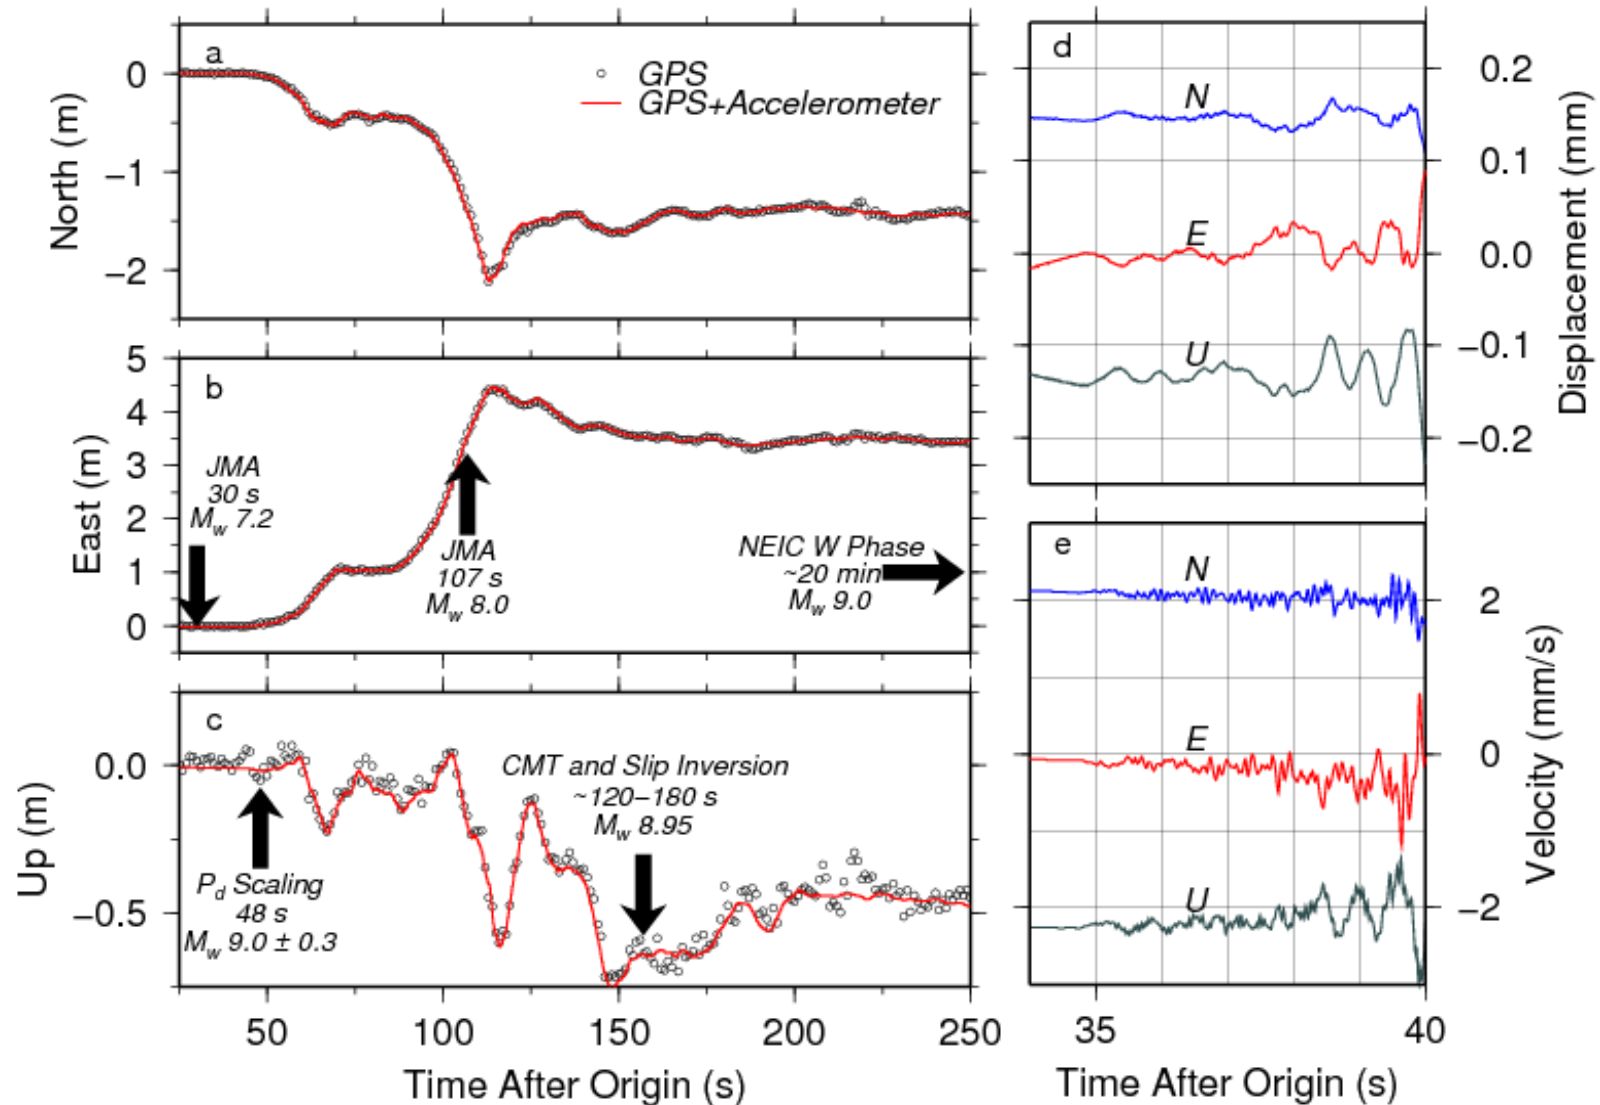 a
GPS
GPS+Accelerometer
North (m)
0
−1
−2
b
East (m)
5
4
3
2
1
0
JMA
30 s
Mw 7.2
JMA
107 s
Mw 8.0
NEIC W Phase
~20 min
Mw 9.0
c
Up (m)
0.0
−0.5
CMT and Slip Inversion
~120−180 s
Mw 8.95
Pd Scaling
48 s
Mw 9.0 ± 0.3
50 100 150 200 250
Time After Origin (s)
d
N
E
U
0.2
0.1
0.0
−0.1
−0.2
Displacement (mm)
e
N
E
U
2
0
−2
Velocity (mm/s)
35 40
Time After Origin (s)